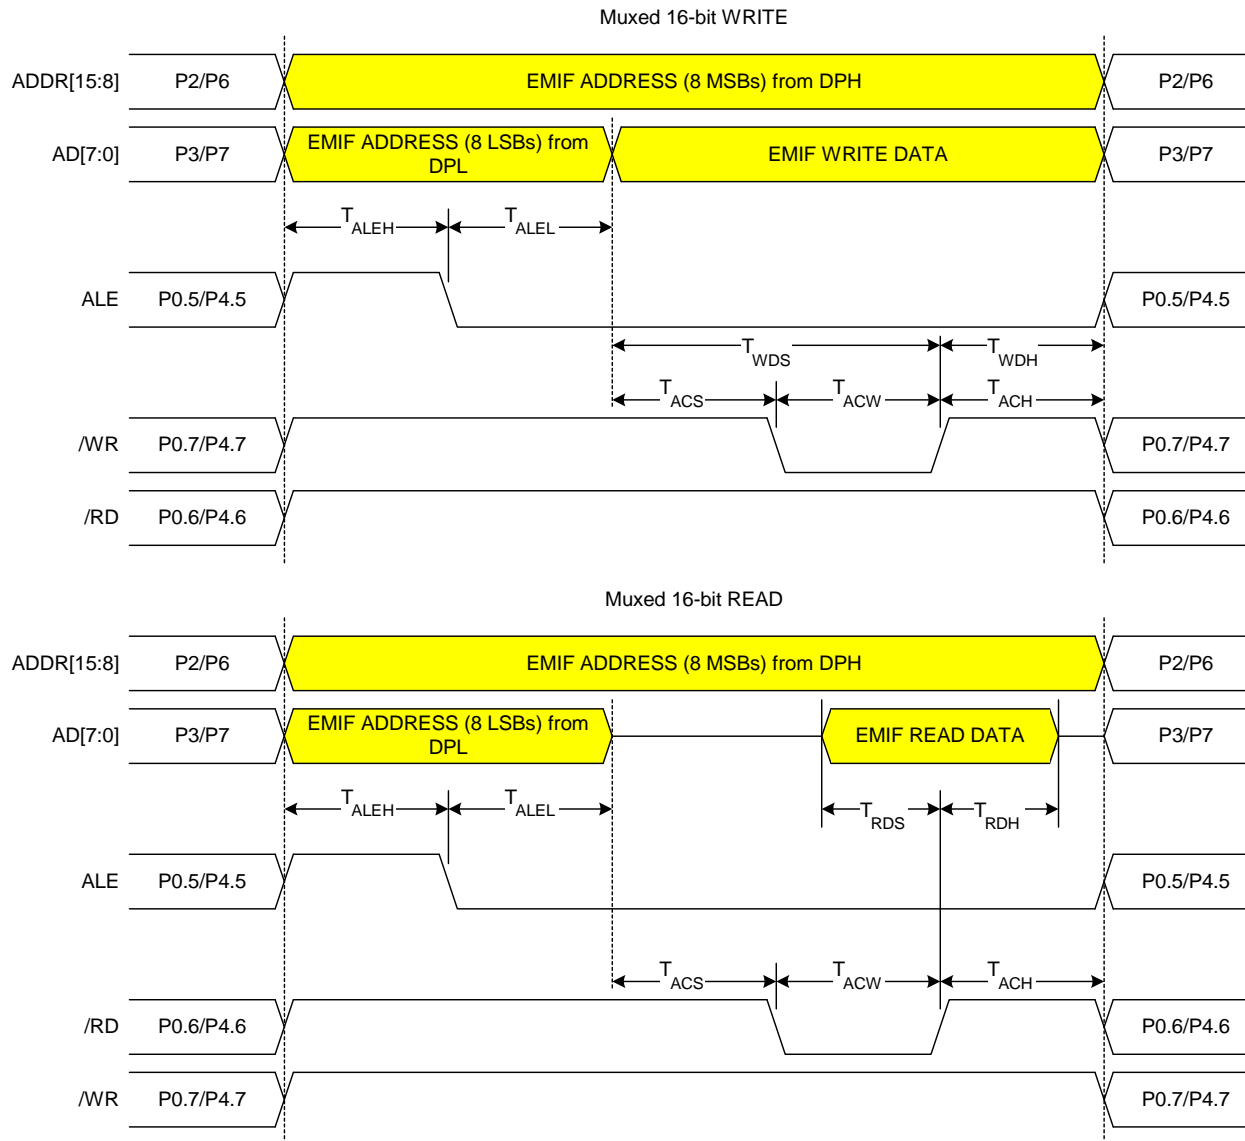 Muxed 16-bit WRITE
ADDR[15:8] P2/P6 EMIF ADDRESS (8 MSBs) from DPH P2/P6
AD[7:0] P3/P7 EMIF ADDRESS (8 LSBs) from
DPL EMIF WRITE DATA P3/P7
TALEH TALEL
ALE P0.5/P4.5 P0.5/P4.5
TWDS TWDH
TACS TACW TACH
/WR P0.7/P4.7 P0.7/P4.7
/RD P0.6/P4.6 P0.6/P4.6
Muxed 16-bit READ
ADDR[15:8] P2/P6 EMIF ADDRESS (8 MSBs) from DPH P2/P6
AD[7:0] P3/P7 EMIF ADDRESS (8 LSBs) from
DPL EMIF READ DATA P3/P7
TALEH TALEL TRDS TRDH
ALE P0.5/P4.5 P0.5/P4.5
TACS TACW TACH
/RD P0.6/P4.6 P0.6/P4.6
/WR P0.7/P4.7 P0.7/P4.7